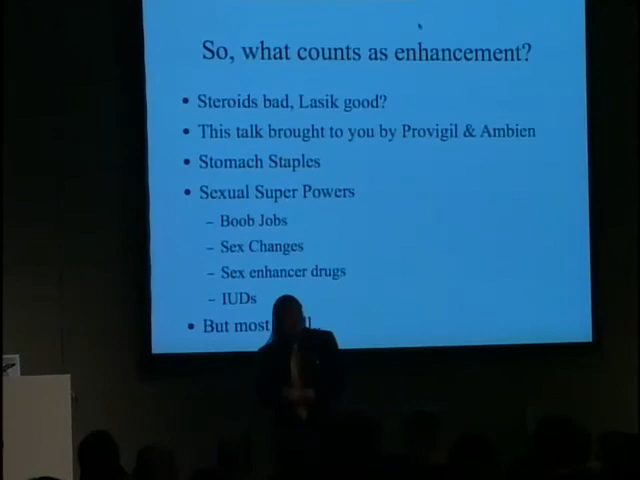 So, what counts as enhancement?
• Steroids bad, Lasik good?
• This talk brought to you by Provigil & Ambien
• Stomach Staples
• Sexual Super Powers
– Boob Jobs
– Sex Changes
– Sex enhancer drugs
– IUDs
• But most